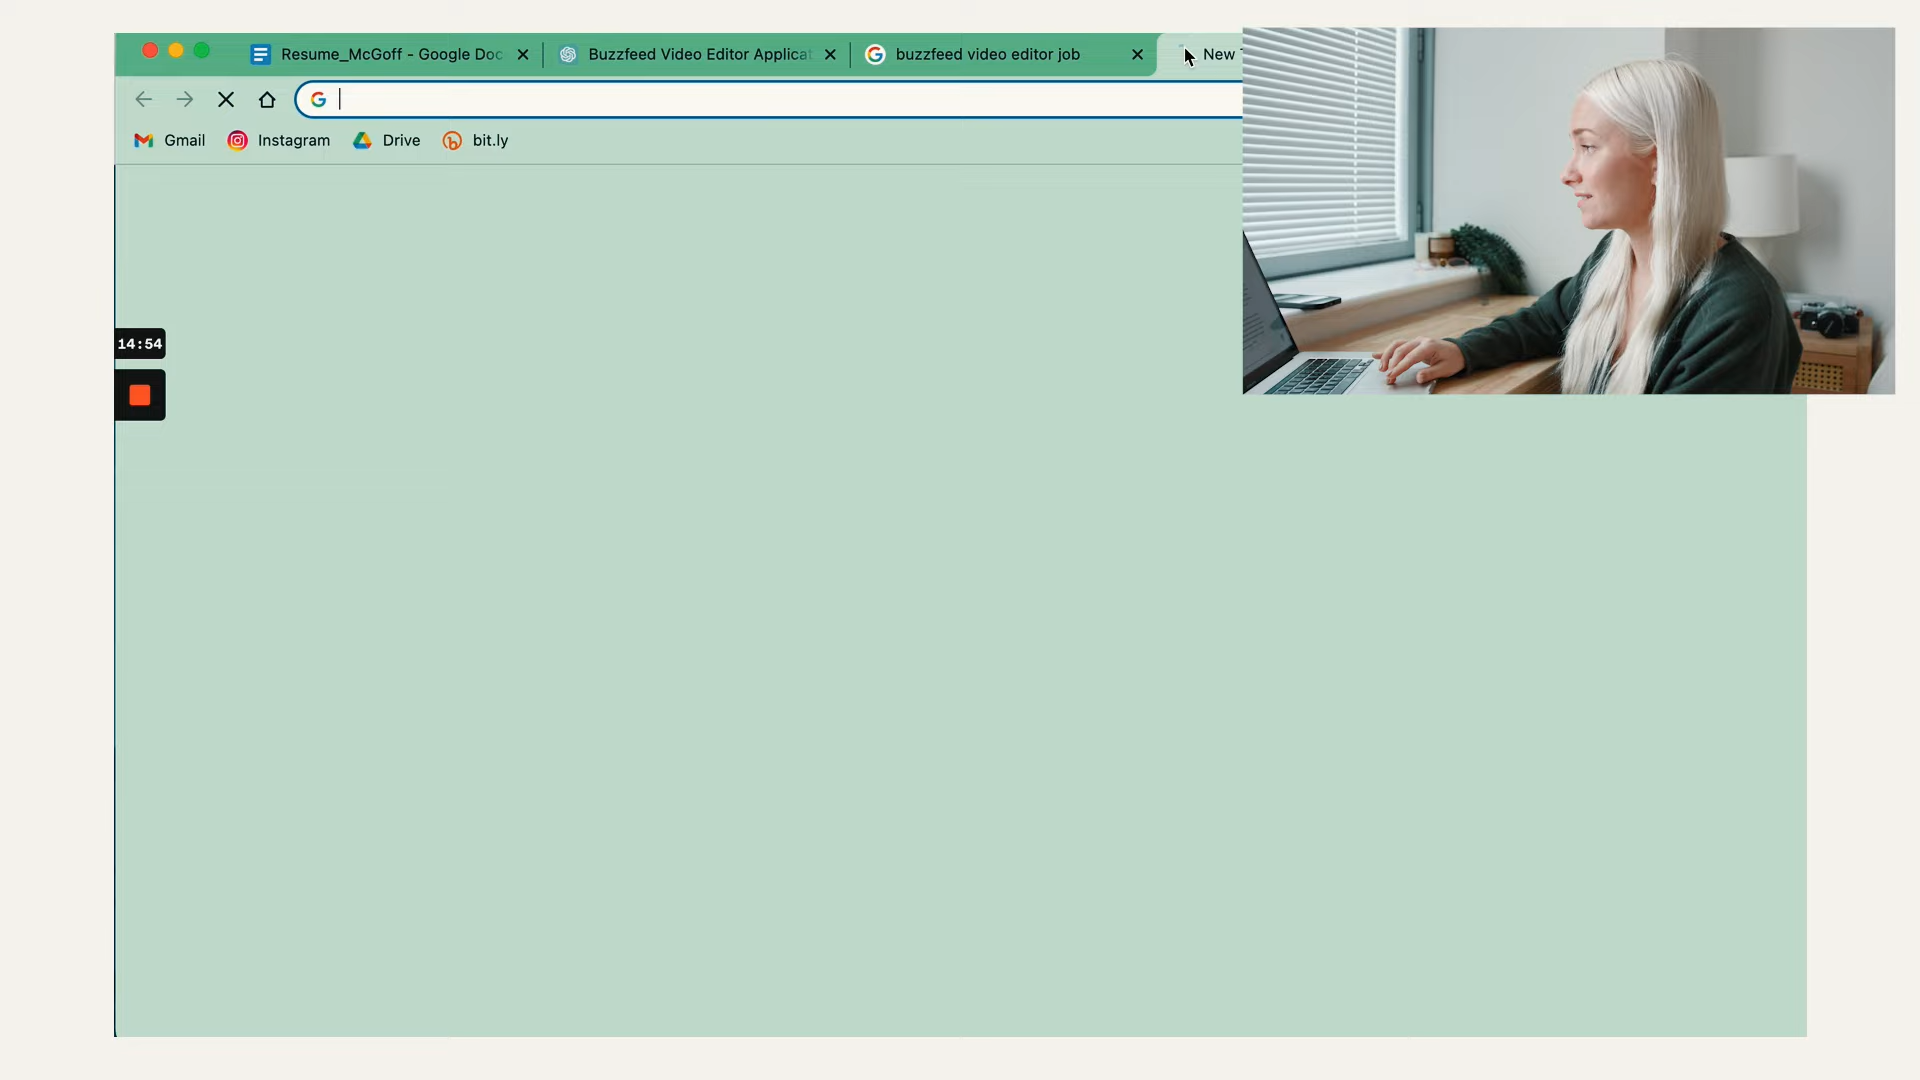 Resume_McGoff - Google Doc
Buzzfeed Video Editor Applicat
buzzfeed video editor job
New
Gmail
Instagram
Drive
bit.ly
14:54